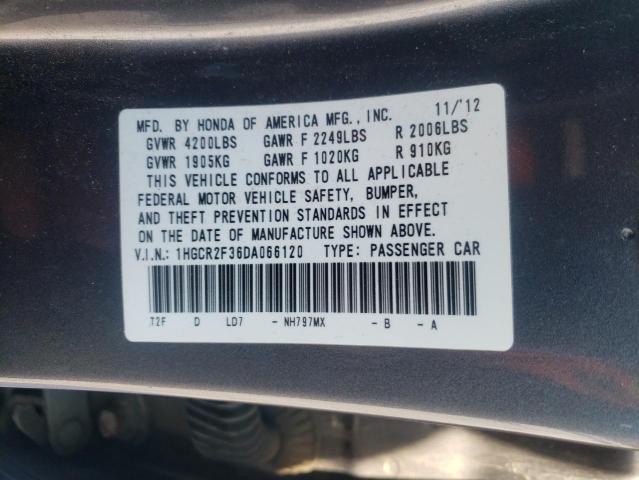 MFD. BY HONDA OF AMERICA MFG., INC. 11/'12
GVWR 4200LBS GAWR F 2249LBS R 2006LBS
GVWR 1905KG GAWR F 1020KG R 910KG
THIS VEHICLE CONFORMS TO ALL APPLICABLE
FEDERAL MOTOR VEHICLE SAFETY, BUMPER,
AND THEFT PREVENTION STANDARDS IN EFFECT
ON THE DATE OF MANUFACTURE SHOWN ABOVE.
V.I.N.: 1HGCR2F36DA066120 TYPE: PASSENGER CAR
T2F D LD7 - NH797MX - B - A